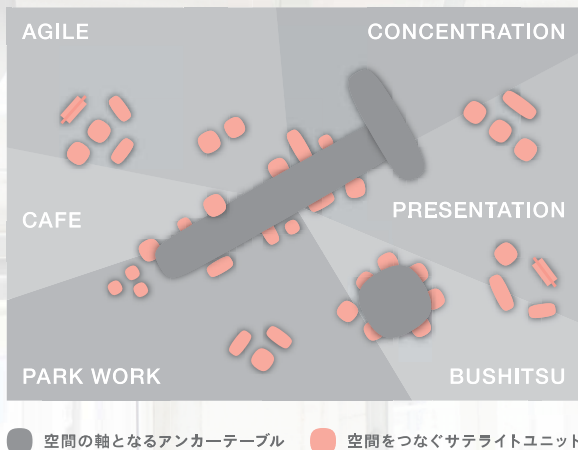 AGILE
CONCENTRATION
CAFE
PRESENTATION
PARK WORK
BUSHITSU
空間の軸となるアンカーテーブル
空間をつなぐサテライトユニット